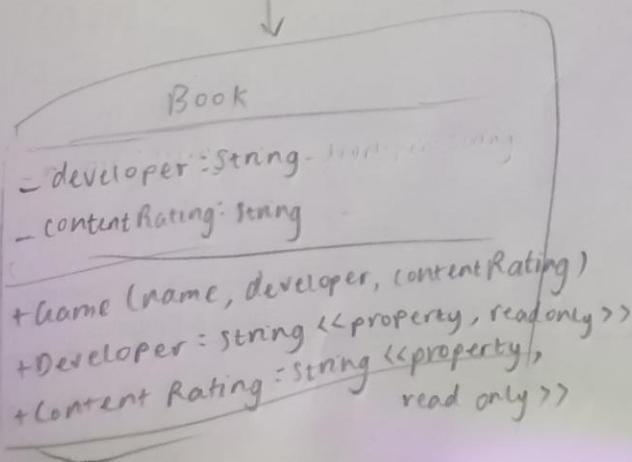 Book
- developer : String
- contentRating : String
+ Game (name, developer, contentRating)
+ Developer : String <<property, readonly>>
+ Content Rating : String <<property,
read only >>